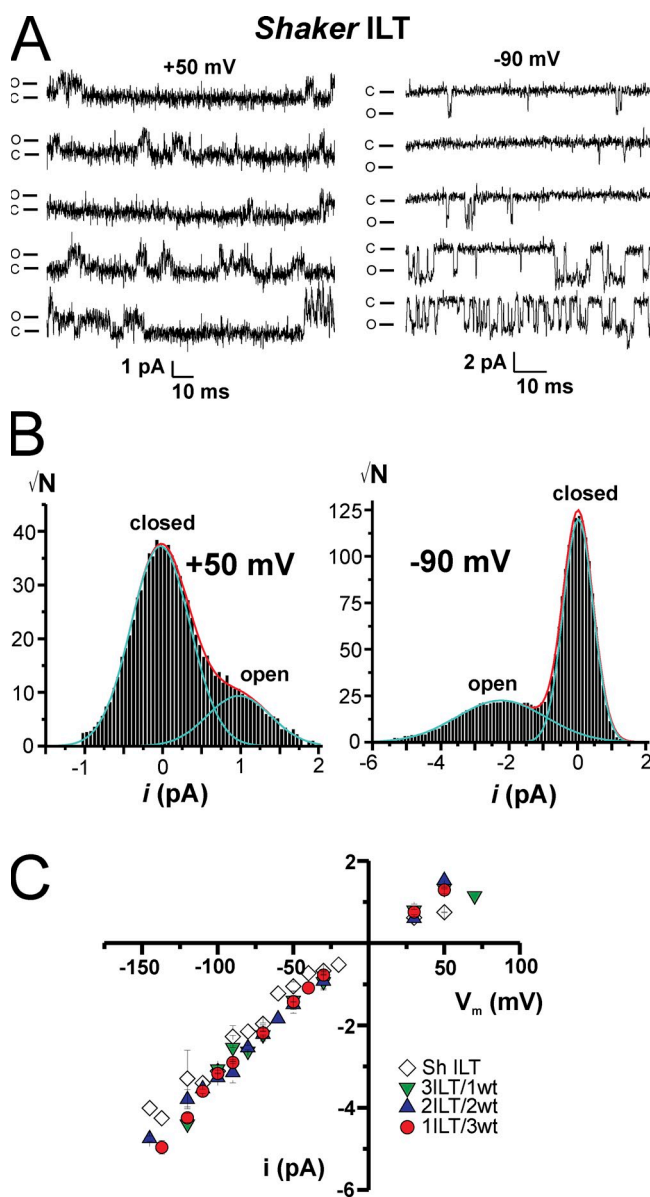 A
Shaker ILT
+50 mV
-90 mV
O
C
O
C
O
C
O
C
O
C
C
O
C
O
C
O
C
O
C
O
1 pA
10 ms
2 pA
10 ms
B
√N
closed
+50 mV
open
40
30
20
10
0
-1 0 1 2
i (pA)
√N
closed
-90 mV
open
125
100
75
50
25
0
-6 -4 -2 0 2
i (pA)
C
2
-150 -100 -50 50 100
Vm (mV)
-2
-4
-6
i (pA)
Sh ILT
3ILT/1wt
2ILT/2wt
1ILT/3wt